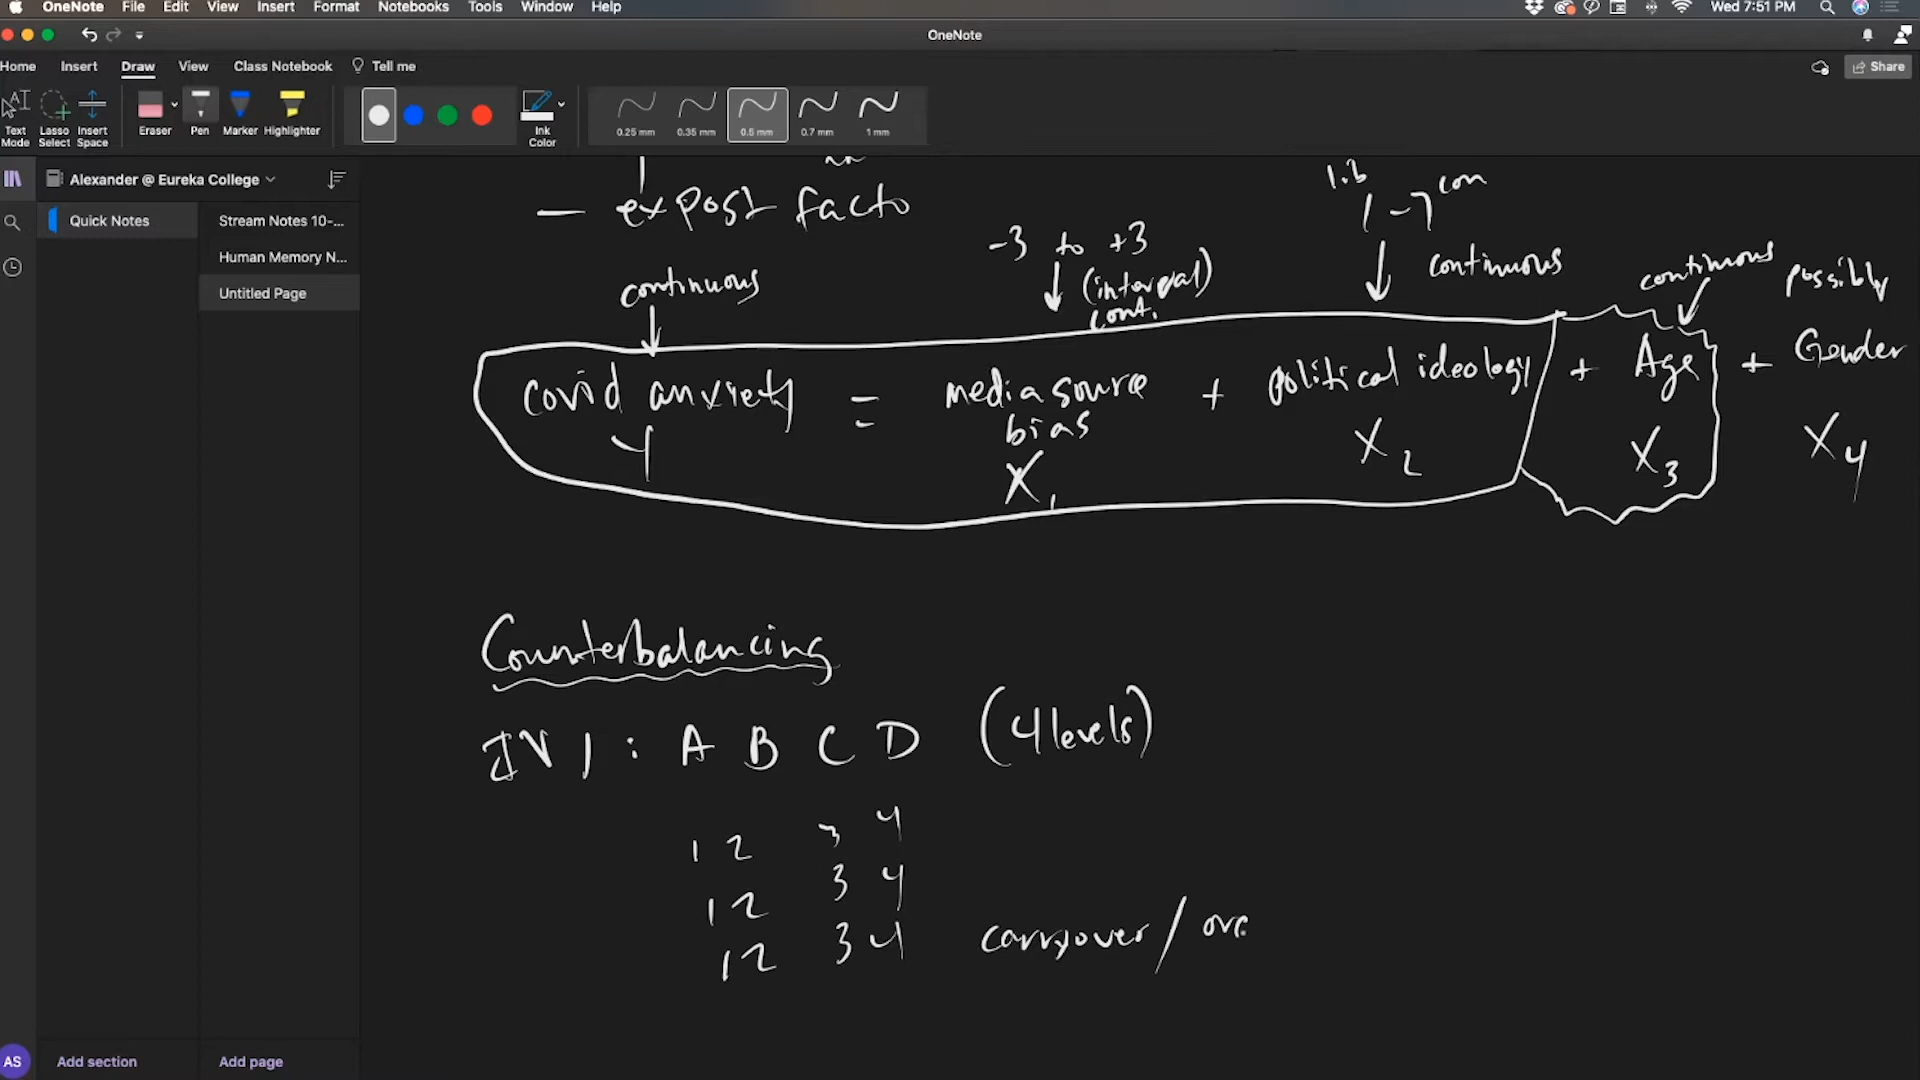 OneNote File Edit View Insert Format Notebooks Tools Window Help Wed 7:51 PM
OneNote
Home Insert Draw View Class Notebook Tell me Share
Text Mode
Lasso Select
Insert Space
Eraser
Pen
Marker
Highlighter
Ink Color
0.25 mm 0.35 mm 0.5 mm 0.7 mm 1 mm
Alexander @ Eureka College
Quick Notes
Stream Notes 10-...
Human Memory N...
Untitled Page
— ex post facto
continuous
-3 to +3
(interval)
cont.
1-7 con
continuous
continuous
possibly
covid anxiety = media source bias + political ideology + Age + Gender
Y X1 X2 X3 X4
Counterbalancing
IV1: A B C D (4 levels)
1 2 3 4
1 2 3 4
1 2 3 4 carryover/
AS
Add section
Add page